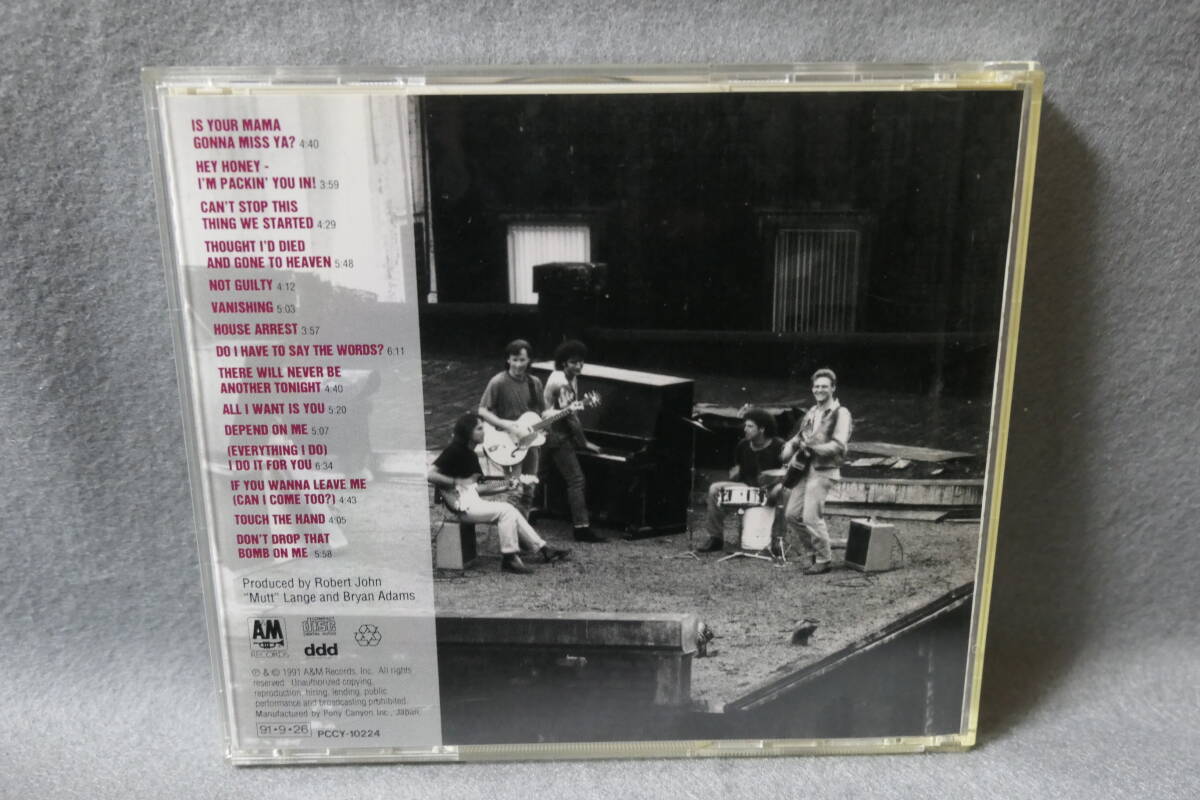 IS YOUR MAMA
GONNA MISS YA? 4:40
HEY HONEY -
I'M PACKIN' YOU IN! 3:59
CAN'T STOP THIS
THING WE STARTED 4:29
THOUGHT I'D DIED
AND GONE TO HEAVEN 5:48
NOT GUILTY 4:12
VANISHING 5:03
HOUSE ARREST 3:57
DO I HAVE TO SAY THE WORDS? 6:11
THERE WILL NEVER BE
ANOTHER TONIGHT 4:40
ALL I WANT IS YOU 5:20
DEPEND ON ME 5:07
(EVERYTHING I DO)
I DO IT FOR YOU 6:34
IF YOU WANNA LEAVE ME
(CAN I COME TOO?) 4:43
TOUCH THE HAND 4:05
DON'T DROP THAT
BOMB ON ME 5:58
Produced by Robert John
"Mutt" Lange and Bryan Adams
AM
RECORDS
COMPACT
disc
DIGITAL AUDIO
ddd
℗ & © 1991 A&M Records, Inc. All rights
reserved. Unauthorized copying,
reproduction, hiring, lending, public
performance and broadcasting prohibited.
Manufactured by Pony Canyon Inc., Japan.
91•9•26 PCCY-10224